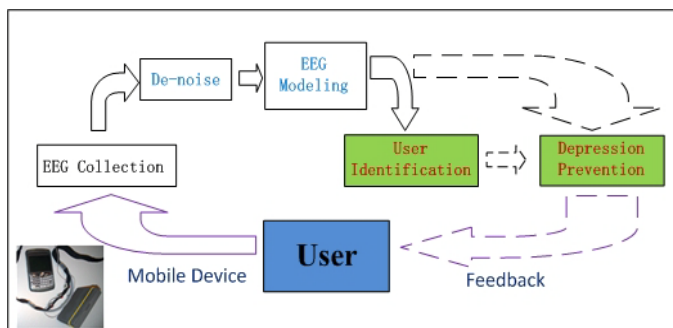 EEG
Modeling
De-noise
User
Identification
Depression
Prevention
EEG Collection
User
Mobile Device
Feedback